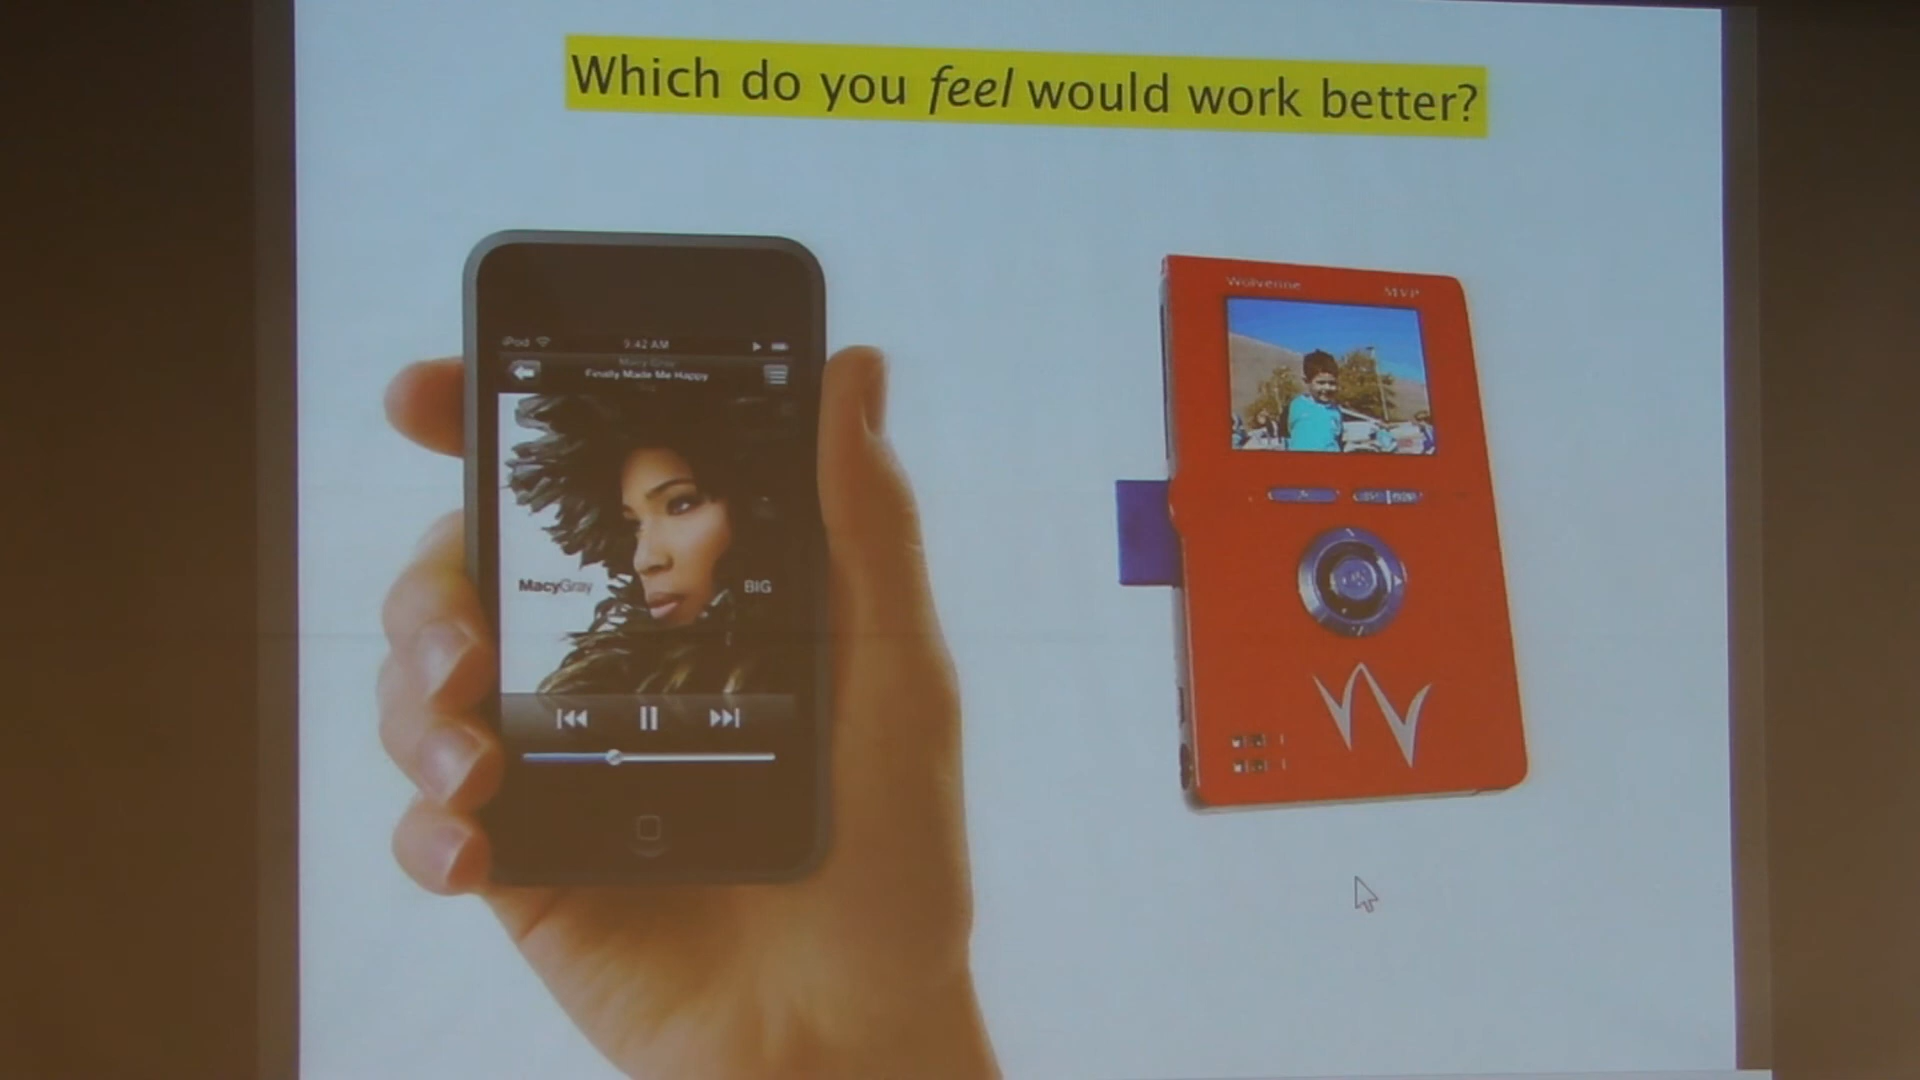 Which do you feel would work better?
iPod 9:42 AM
Macy Gray
Finally Made Me Happy
MacyGray BIG
Wolverine MVP